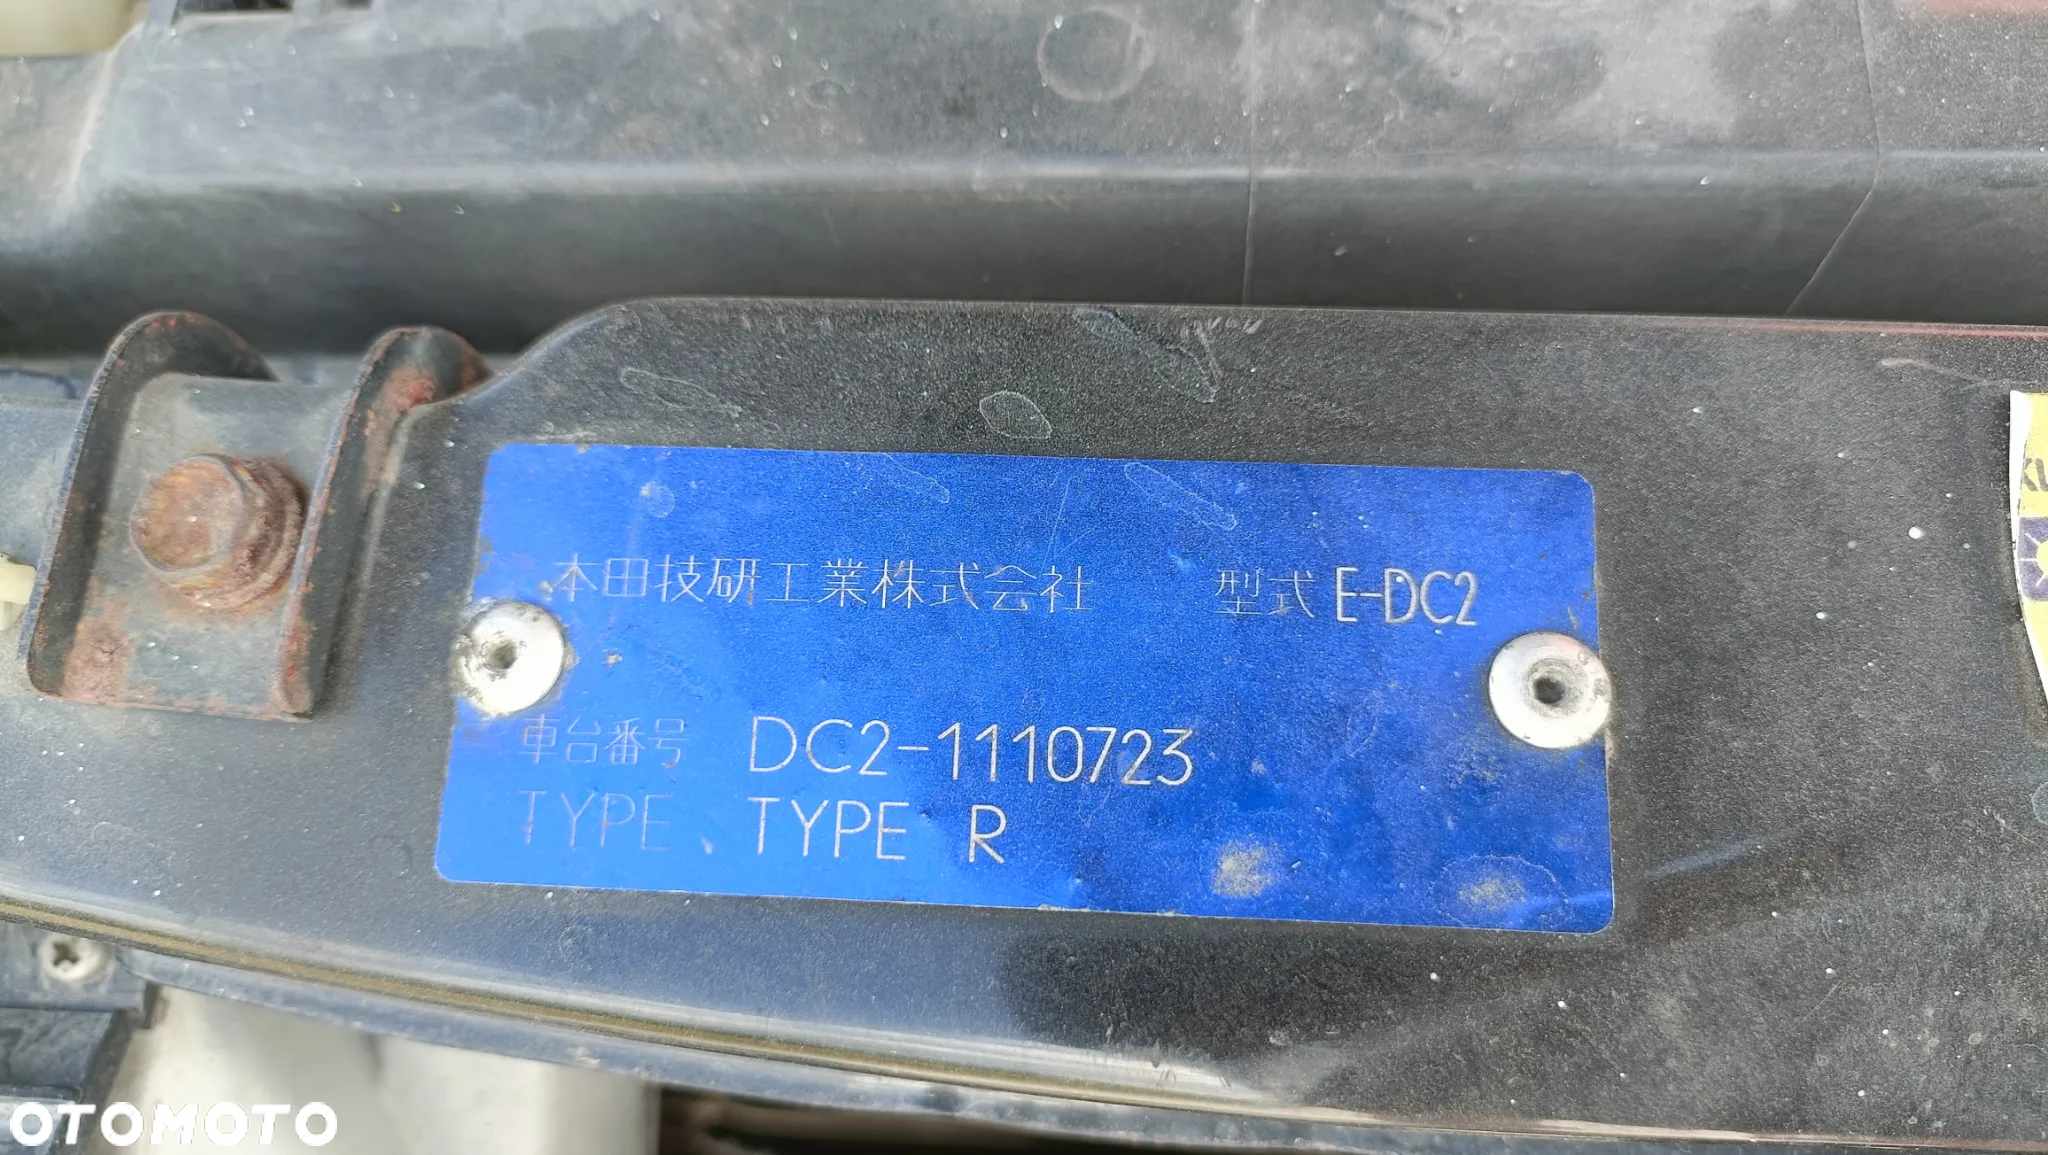 本田技研工業株式会社 型式 E-DC2
車台番号 DC2-1110723
TYPE TYPE R
OTOMOTO